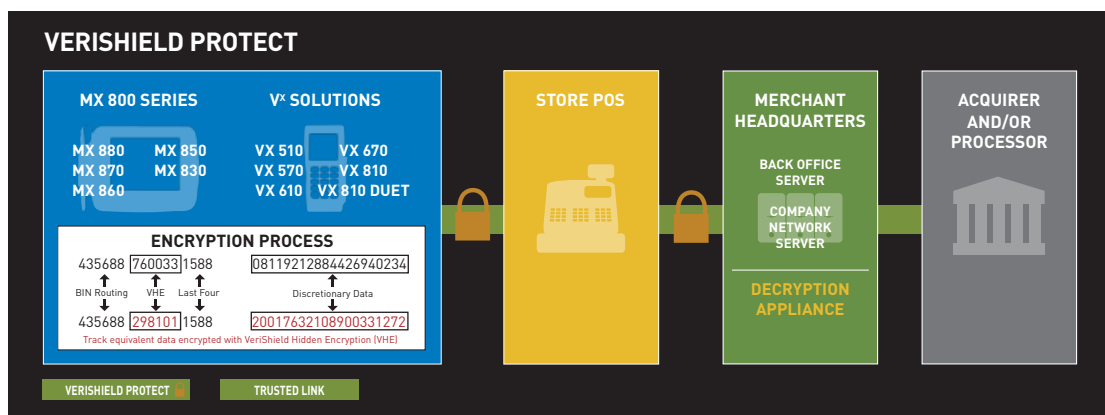 VERISHIELD PROTECT
MX 800 SERIES
MX 880 MX 850
MX 870 MX 830
MX 860
Vˣ SOLUTIONS
VX 510 VX 670
VX 570 VX 810
VX 610 VX 810 DUET
ENCRYPTION PROCESS
435688 760033 1588 08119212884426940234
BIN Routing VHE Last Four Discretionary Data
435688 298101 1588 20017632108900331272
Track equivalent data encrypted with VeriShield Hidden Encryption (VHE)
STORE POS
MERCHANT
HEADQUARTERS
BACK OFFICE
SERVER
COMPANY
NETWORK
SERVER
DECRYPTION
APPLIANCE
ACQUIRER
AND/OR
PROCESSOR
VERISHIELD PROTECT
TRUSTED LINK